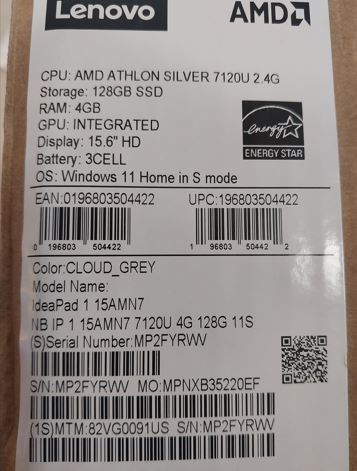 Lenovo AMD
CPU: AMD ATHLON SILVER 7120U 2.4G
Storage: 128GB SSD
RAM: 4GB
GPU: INTEGRATED
Display: 15.6" HD
Battery: 3CELL
OS: Windows 11 Home in S mode
energy
ENERGY STAR
EAN:0196803504422 UPC:196803504422
0 196803 504422 1 96803 50442 2
Color:CLOUD_GREY
Model Name:
IdeaPad 1 15AMN7
NB IP 1 15AMN7 7120U 4G 128G 11S
(S)Serial Number:MP2FYRWV
S/N:MP2FYRWV MO:MPNXB35220EF
(1S)MTM:82VG0091US S/N:MP2FYRWV